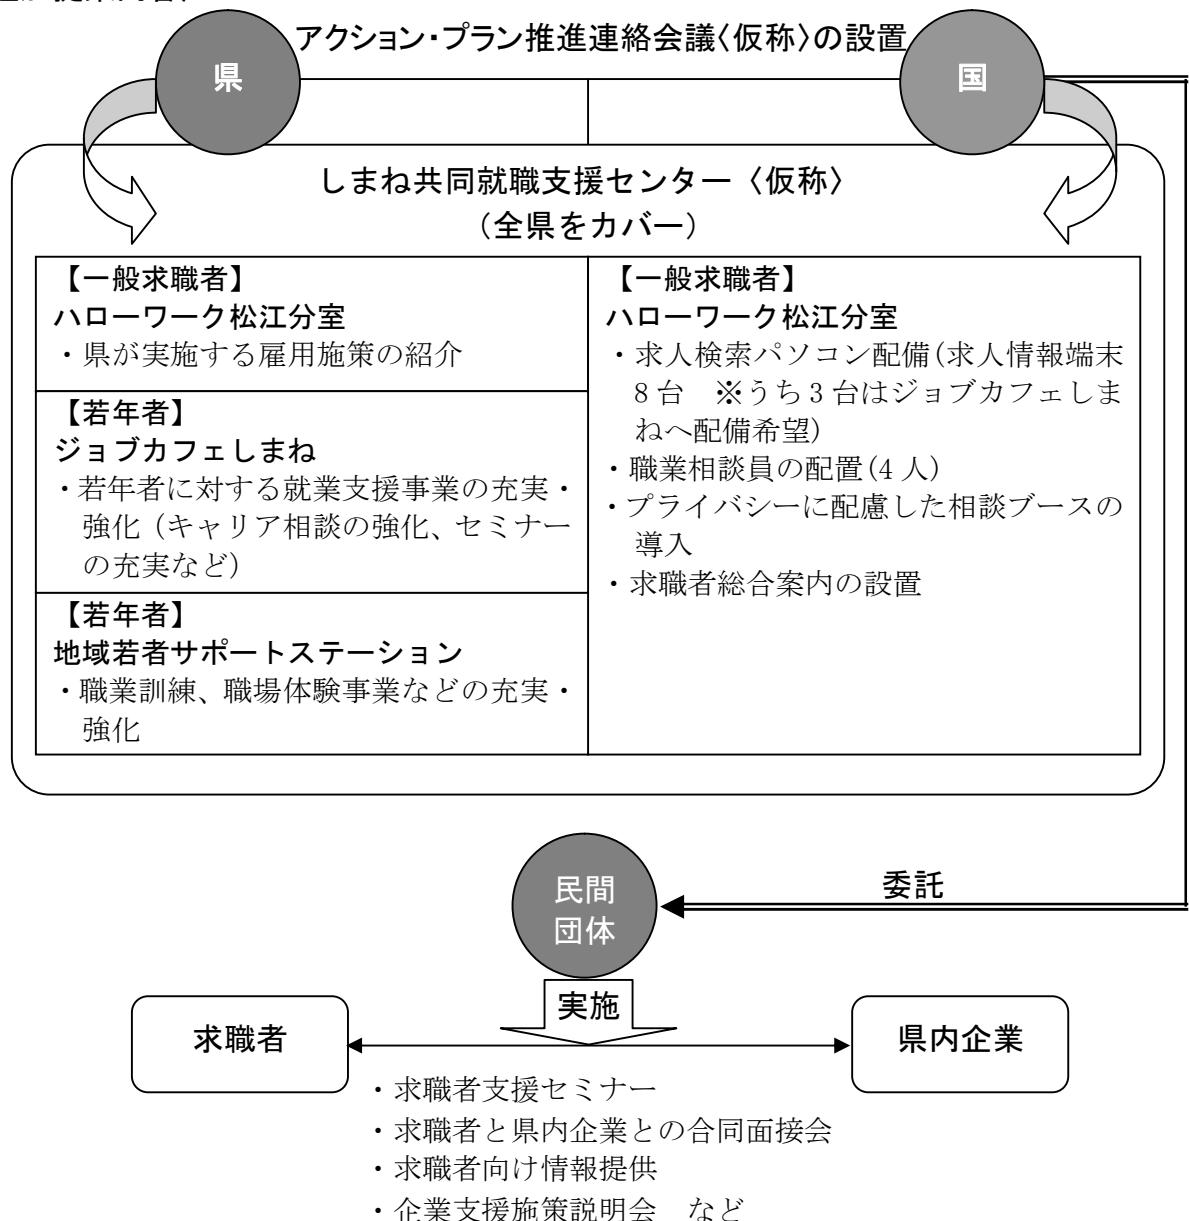 アクション・プラン推進連絡会議〈仮称〉の設置
県
国
しまね共同就職支援センター〈仮称〉
（全県をカバー）
【一般求職者】
ハローワーク松江分室
・県が実施する雇用施策の紹介
【若年者】
ジョブカフェしまね
・若年者に対する就業支援事業の充実・
強化（キャリア相談の強化、セミナー
の充実など）
【若年者】
地域若者サポートステーション
・職業訓練、職場体験事業などの充実・
強化
【一般求職者】
ハローワーク松江分室
・求人検索パソコン配備(求人情報端末
8台　※うち3台はジョブカフェしま
ねへ配備希望)
・職業相談員の配置(4人)
・プライバシーに配慮した相談ブースの
導入
・求職者総合案内の設置
民間
団体
委託
実施
求職者
県内企業
・求職者支援セミナー
・求職者と県内企業との合同面接会
・求職者向け情報提供
・企業支援施策説明会　など